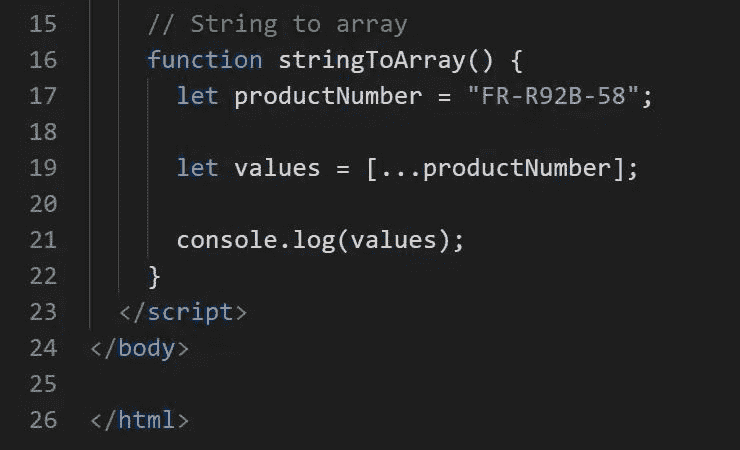 15 // String to array
16 function stringToArray() {
17 let productNumber = "FR-R92B-58";
18
19 let values = [...productNumber];
20
21 console.log(values);
22 }
23 </script>
24 </body>
25
26 </html>